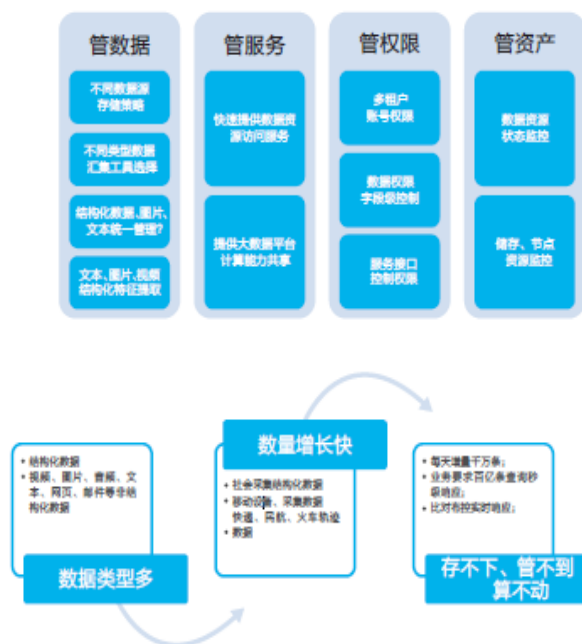 管数据
不同数据源
存储策略
不同类型数据
汇集工具选择
结构化数据、图片、
文本统一管理?
文本、图片、视频
结构化特征提取
管服务
快速提供数据资
源访问服务
提供大数据平台
计算能力共享
管权限
多租户
账号权限
数据权限
字段级控制
服务接口
控制权限
管资产
数据资源
状态监控
储存、节点
资源监控
• 结构化数据
• 视频、图片、音频、文
本、网页、邮件等非结
构化数据
数据类型多
数量增长快
• 社会采集结构化数据
• 移动设备、采集数据
快递、民航、火车轨迹
• 数据
• 每天增量千万条;
• 业务要求百亿条查询秒
级响应;
• 比对布控实时响应;
存不下、管不到
算不动